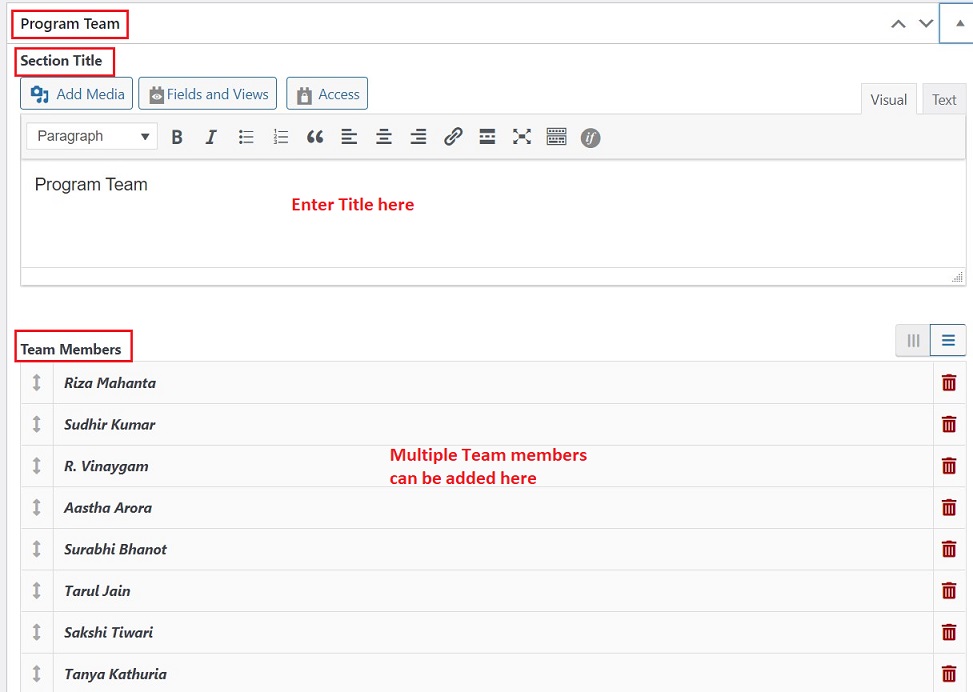 Program Team
Section Title
Add Media Fields and Views Access
Visual Text
Paragraph B I if
Program Team
Enter Title here
Team Members
Riza Mahanta
Sudhir Kumar
R. Vinaygam
Multiple Team members
can be added here
Aastha Arora
Surabhi Bhanot
Tarul Jain
Sakshi Tiwari
Tanya Kathuria